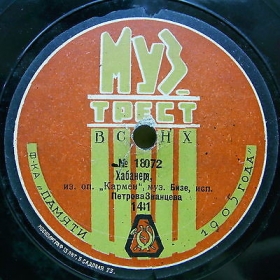 МУЗ
ТРЕСТ
ВСНХ
№ 18072
Хабанера,
из оп. „Кармен", муз. Бизе, исп.
Петрова Званцева
1411
Ф-КА „ПАМЯТИ
1905 ГОДА"
САДОВАЯ